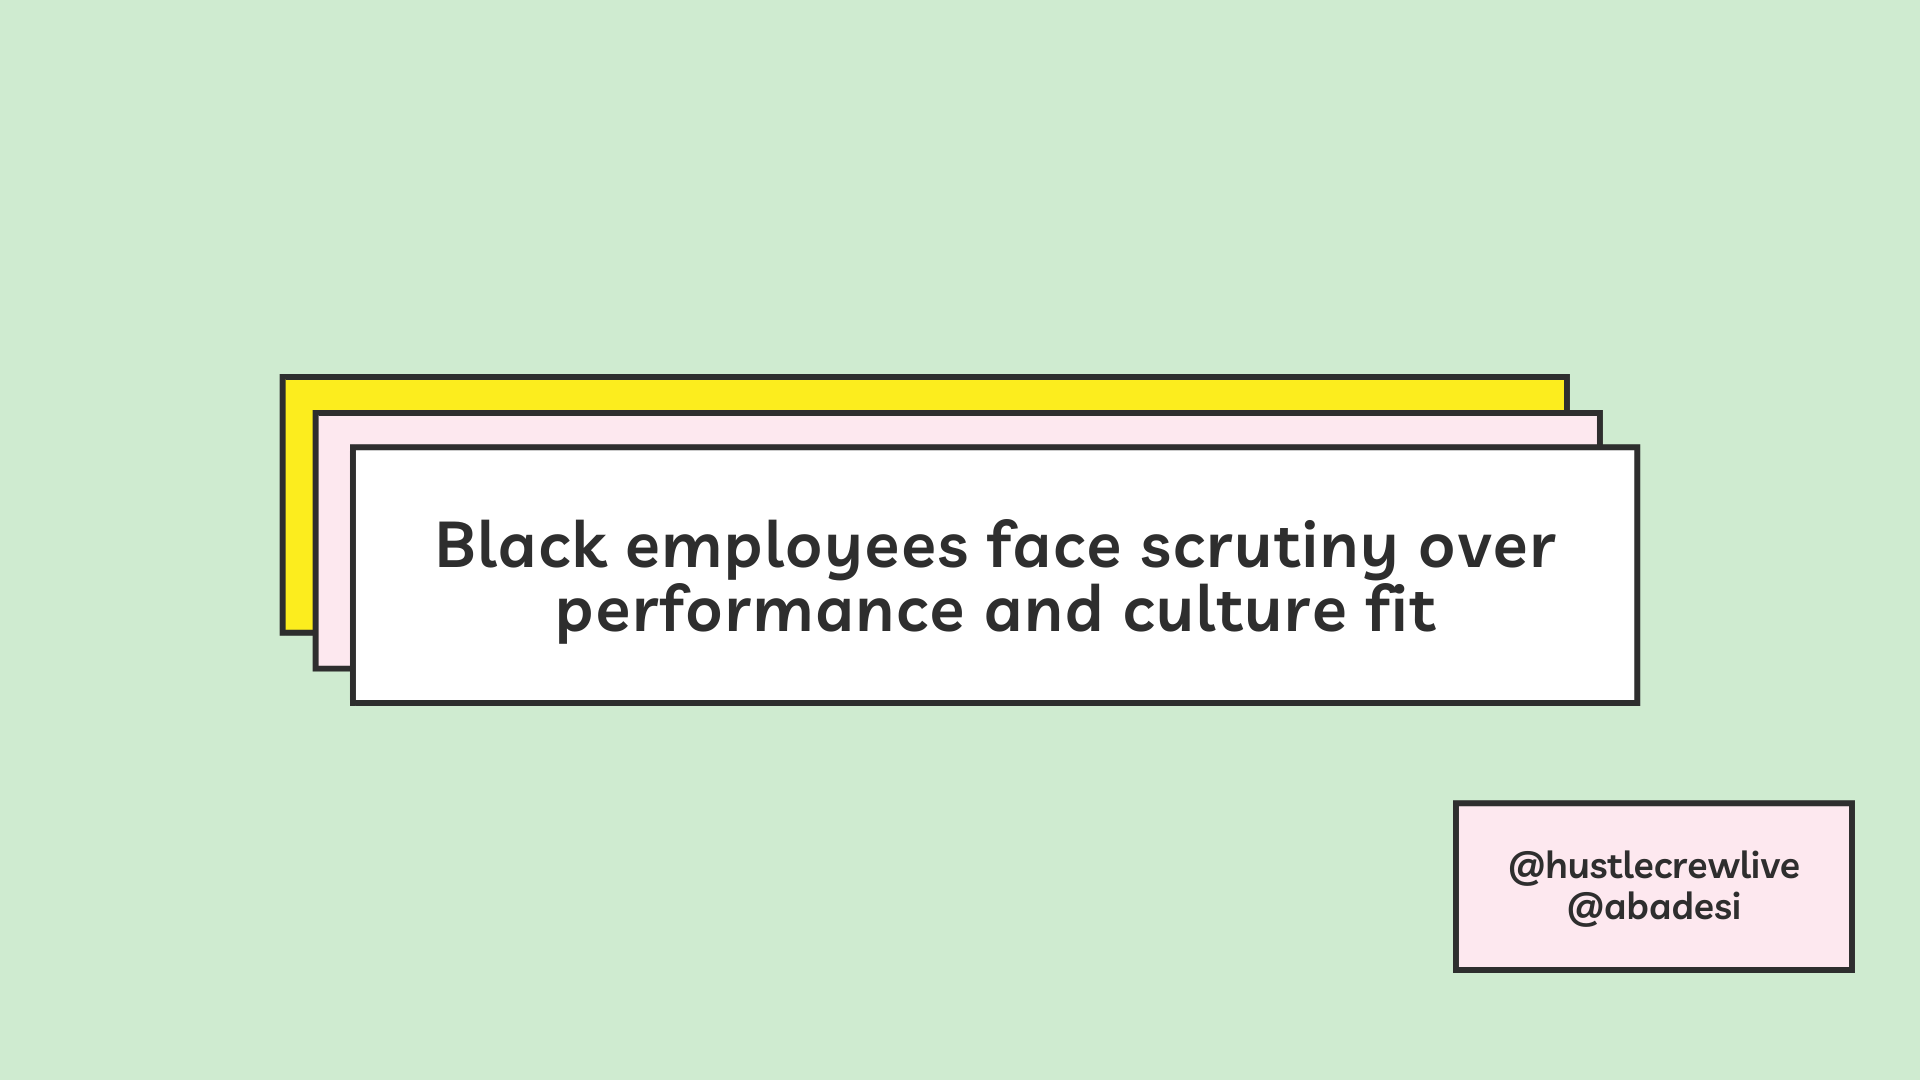 Black employees face scrutiny over
performance and culture fit
@hustlecrewlive
@abadesi